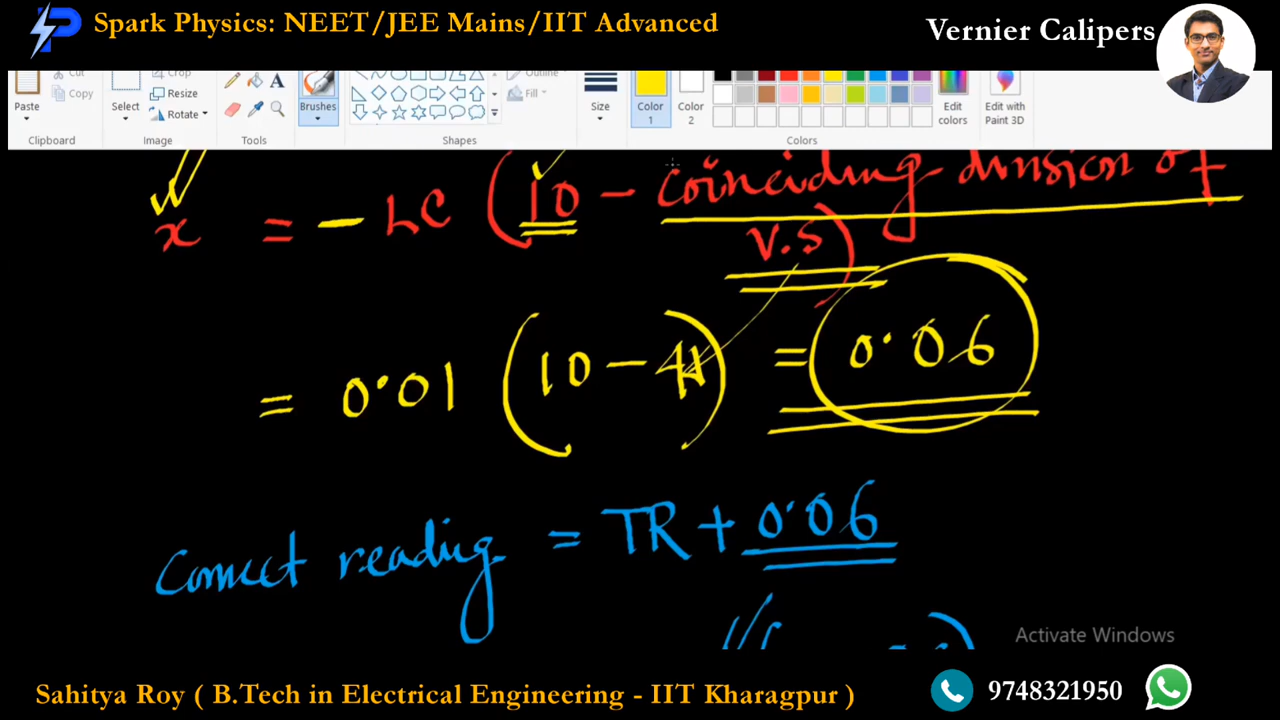 Spark Physics: NEET/JEE Mains/IIT Advanced
Vernier Calipers
Cut
Crop
Outline
Copy
Resize
Fill
Paste
Select
Rotate
Brushes
Size
Color 1
Color 2
Edit colors
Edit with Paint 3D
Clipboard
Image
Tools
Shapes
Colors
x = - LC (10 - coinciding division of
V.S)
= 0.01 (10 - 4) = 0.06
Correct reading = TR + 0.06
Activate Windows
Sahitya Roy ( B.Tech in Electrical Engineering - IIT Kharagpur )
9748321950